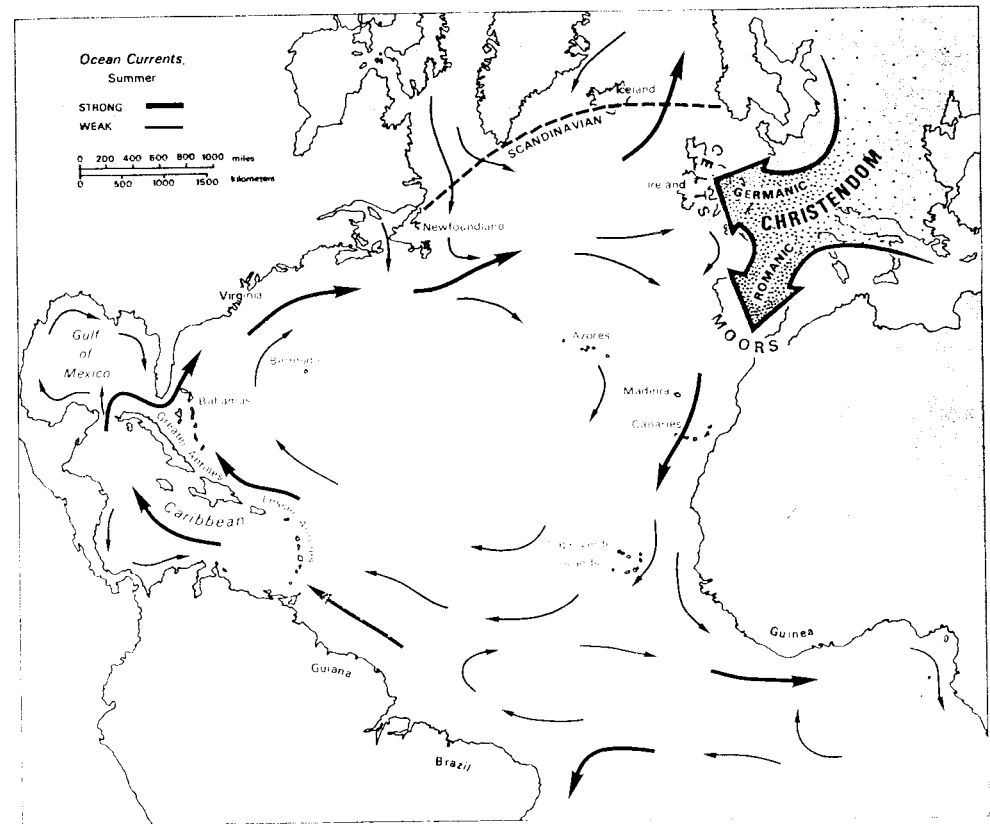 Ocean Currents,
Summer
STRONG
WEAK
0 200 400 600 800 1000 miles
0 500 1000 1500 kilometers
Iceland
SCANDINAVIAN
CELTS
GERMANIC
CHRISTENDOM
ROMANIC
MOORS
Newfoundland
Virginia
Gulf
of
Mexico
Bahamas
Greater Antilles
Azores
Madeira
Canaries
Caribbean
Guinea
Guiana
Brazil